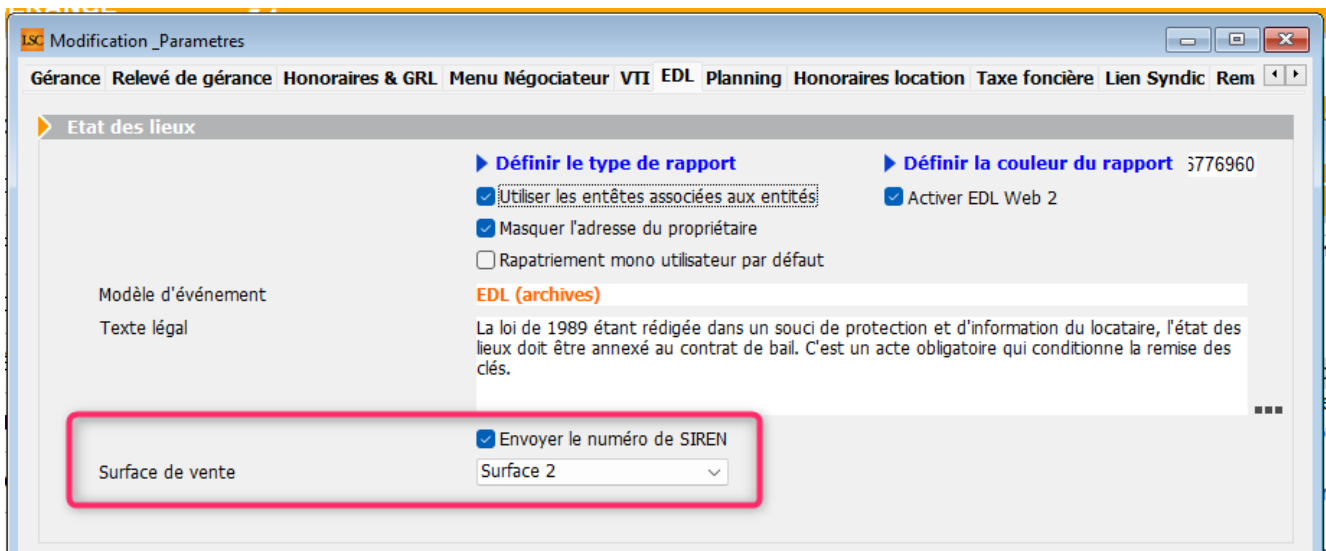 LSC Modification _Parametres
Gérance Relevé de gérance Honoraires & GRL Menu Négociateur VTI EDL Planning Honoraires location Taxe foncière Lien Syndic Rem
Etat des lieux
Définir le type de rapport Définir la couleur du rapport 6776960
Utiliser les entêtes associées aux entités Activer EDL Web 2
Masquer l'adresse du propriétaire
Rapatriement mono utilisateur par défaut
Modèle d'événement EDL (archives)
Texte légal La loi de 1989 étant rédigée dans un souci de protection et d'information du locataire, l'état des
lieux doit être annexé au contrat de bail. C'est un acte obligatoire qui conditionne la remise des
clés.
Envoyer le numéro de SIREN
Surface de vente Surface 2